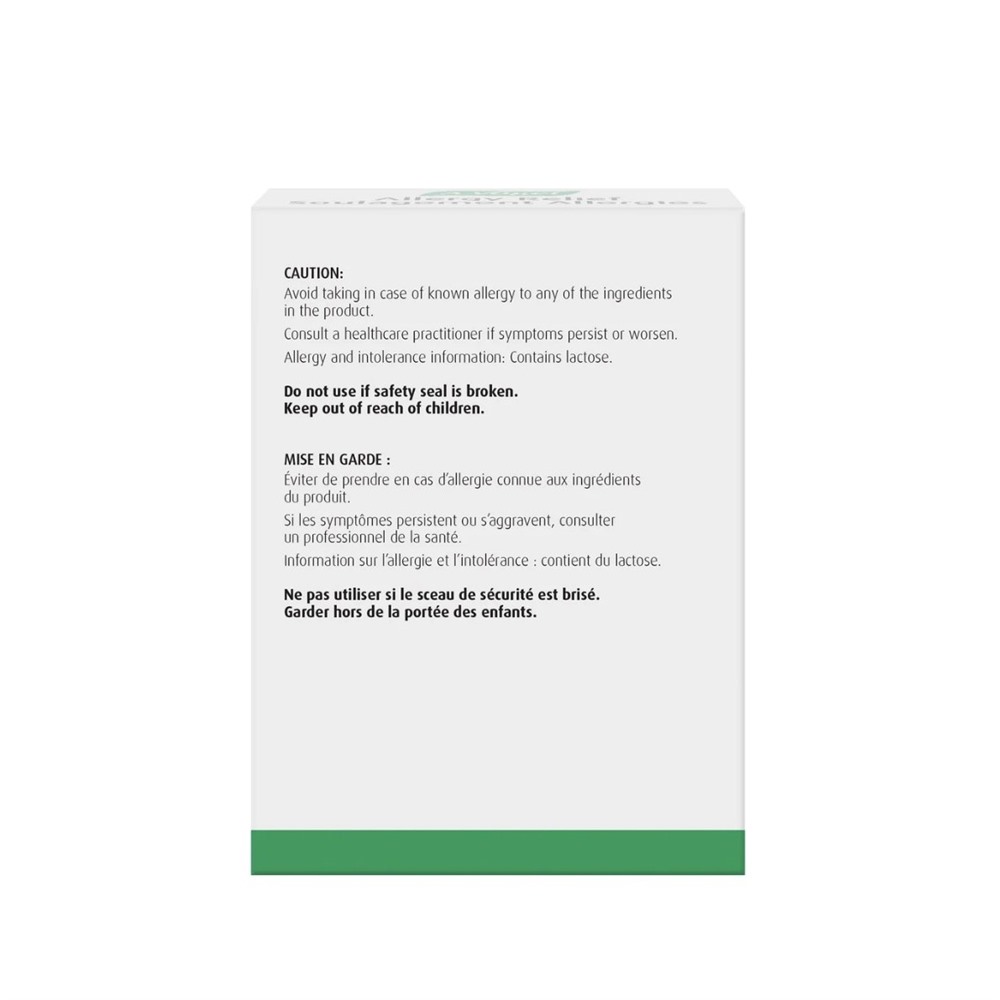 Allergy Relief
Soulagement Allergies
CAUTION:
Avoid taking in case of known allergy to any of the ingredients
in the product.
Consult a healthcare practitioner if symptoms persist or worsen.
Allergy and intolerance information: Contains lactose.
Do not use if safety seal is broken.
Keep out of reach of children.
MISE EN GARDE :
Éviter de prendre en cas d’allergie connue aux ingrédients
du produit.
Si les symptômes persistent ou s’aggravent, consulter
un professionnel de la santé.
Information sur l’allergie et l’intolérance : contient du lactose.
Ne pas utiliser si le sceau de sécurité est brisé.
Garder hors de la portée des enfants.